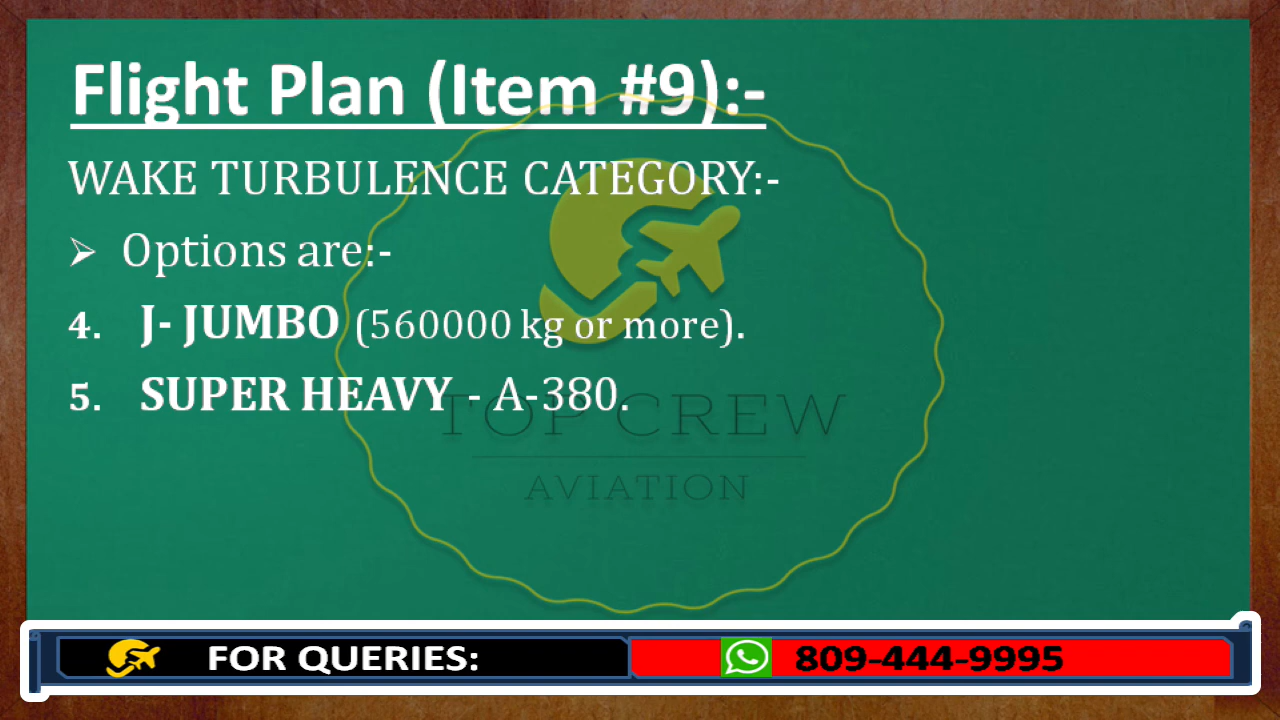 Flight Plan (Item #9):-
WAKE TURBULENCE CATEGORY:-
➢ Options are:-
4. J- JUMBO (560000 kg or more).
5. SUPER HEAVY - A-380.
TOP CREW
AVIATION
FOR QUERIES: 809-444-9995